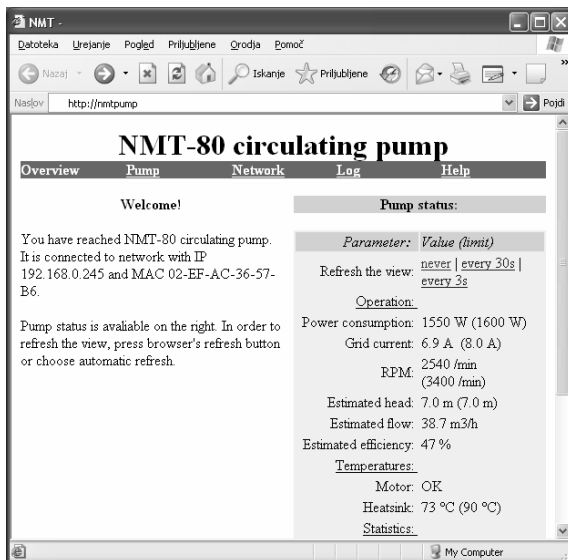 NMT -
Datoteka Urejanje Pogled Priljubljene Orodja Pomoč
Nazaj Iskanje Priljubljene
Naslov http://nmtpump Pojdi
NMT-80 circulating pump
Overview Pump Network Log Help
Welcome!
You have reached NMT-80 circulating pump.
It is connected to network with IP
192.168.0.245 and MAC 02-EF-AC-36-57-
B6.
Pump status is avaliable on the right. In order to
refresh the view, press browser's refresh button
or choose automatic refresh.
Pump status:
Parameter: Value (limit)
Refresh the view: never | every 30s |
every 3s
Operation:
Power consumption: 1550 W (1600 W)
Grid current: 6.9 A (8.0 A)
RPM: 2540 /min
(3400 /min)
Estimated head: 7.0 m (7.0 m)
Estimated flow: 38.7 m3/h
Estimated efficiency: 47 %
Temperatures:
Motor: OK
Heatsink: 73 °C (90 °C)
Statistics:
My Computer